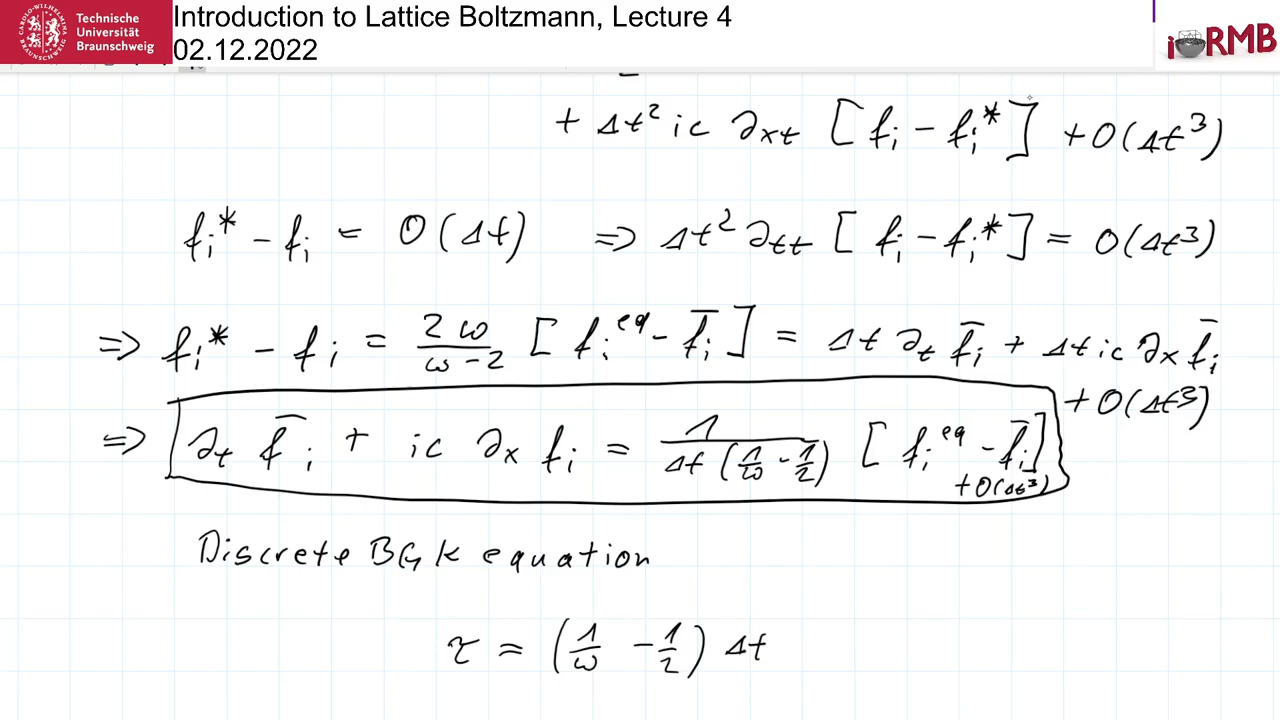 Technische
Universität
Braunschweig
Introduction to Lattice Boltzmann, Lecture 4
02.12.2022
iRMB
+ Δt² ic ∂xt [fi − fi*] + O(Δt³)
fi* − fi = O(Δt) => Δt² ∂tt [fi − fi*] = O(Δt³)
=> fi* − fi = 2ω/(ω−2) [fi^eq − f̄i] = Δt ∂t f̄i + Δt ic ∂x f̄i
+ O(Δt³)
=> ∂t f̄i + ic ∂x fi = 1/(Δt (1/ω − 1/2)) [fi^eq − f̄i]
+ O(Δt³)
Discrete BGK equation
τ = (1/ω − 1/2) Δt